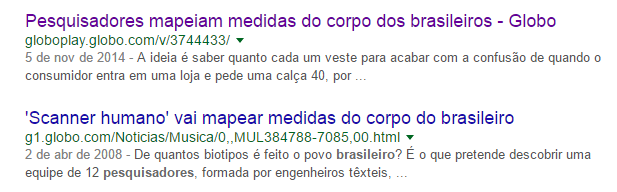 Pesquisadores mapeiam medidas do corpo dos brasileiros - Globo
globoplay.globo.com/v/3744433/
5 de nov de 2014 - A ideia é saber quanto cada um veste para acabar com a confusão de quando o
consumidor entra em uma loja e pede uma calça 40, por ...
'Scanner humano' vai mapear medidas do corpo do brasileiro
g1.globo.com/Noticias/Musica/0,,MUL384788-7085,00.html
2 de abr de 2008 - De quantos biotipos é feito o povo brasileiro? É o que pretende descobrir uma
equipe de 12 pesquisadores, formada por engenheiros têxteis, ...